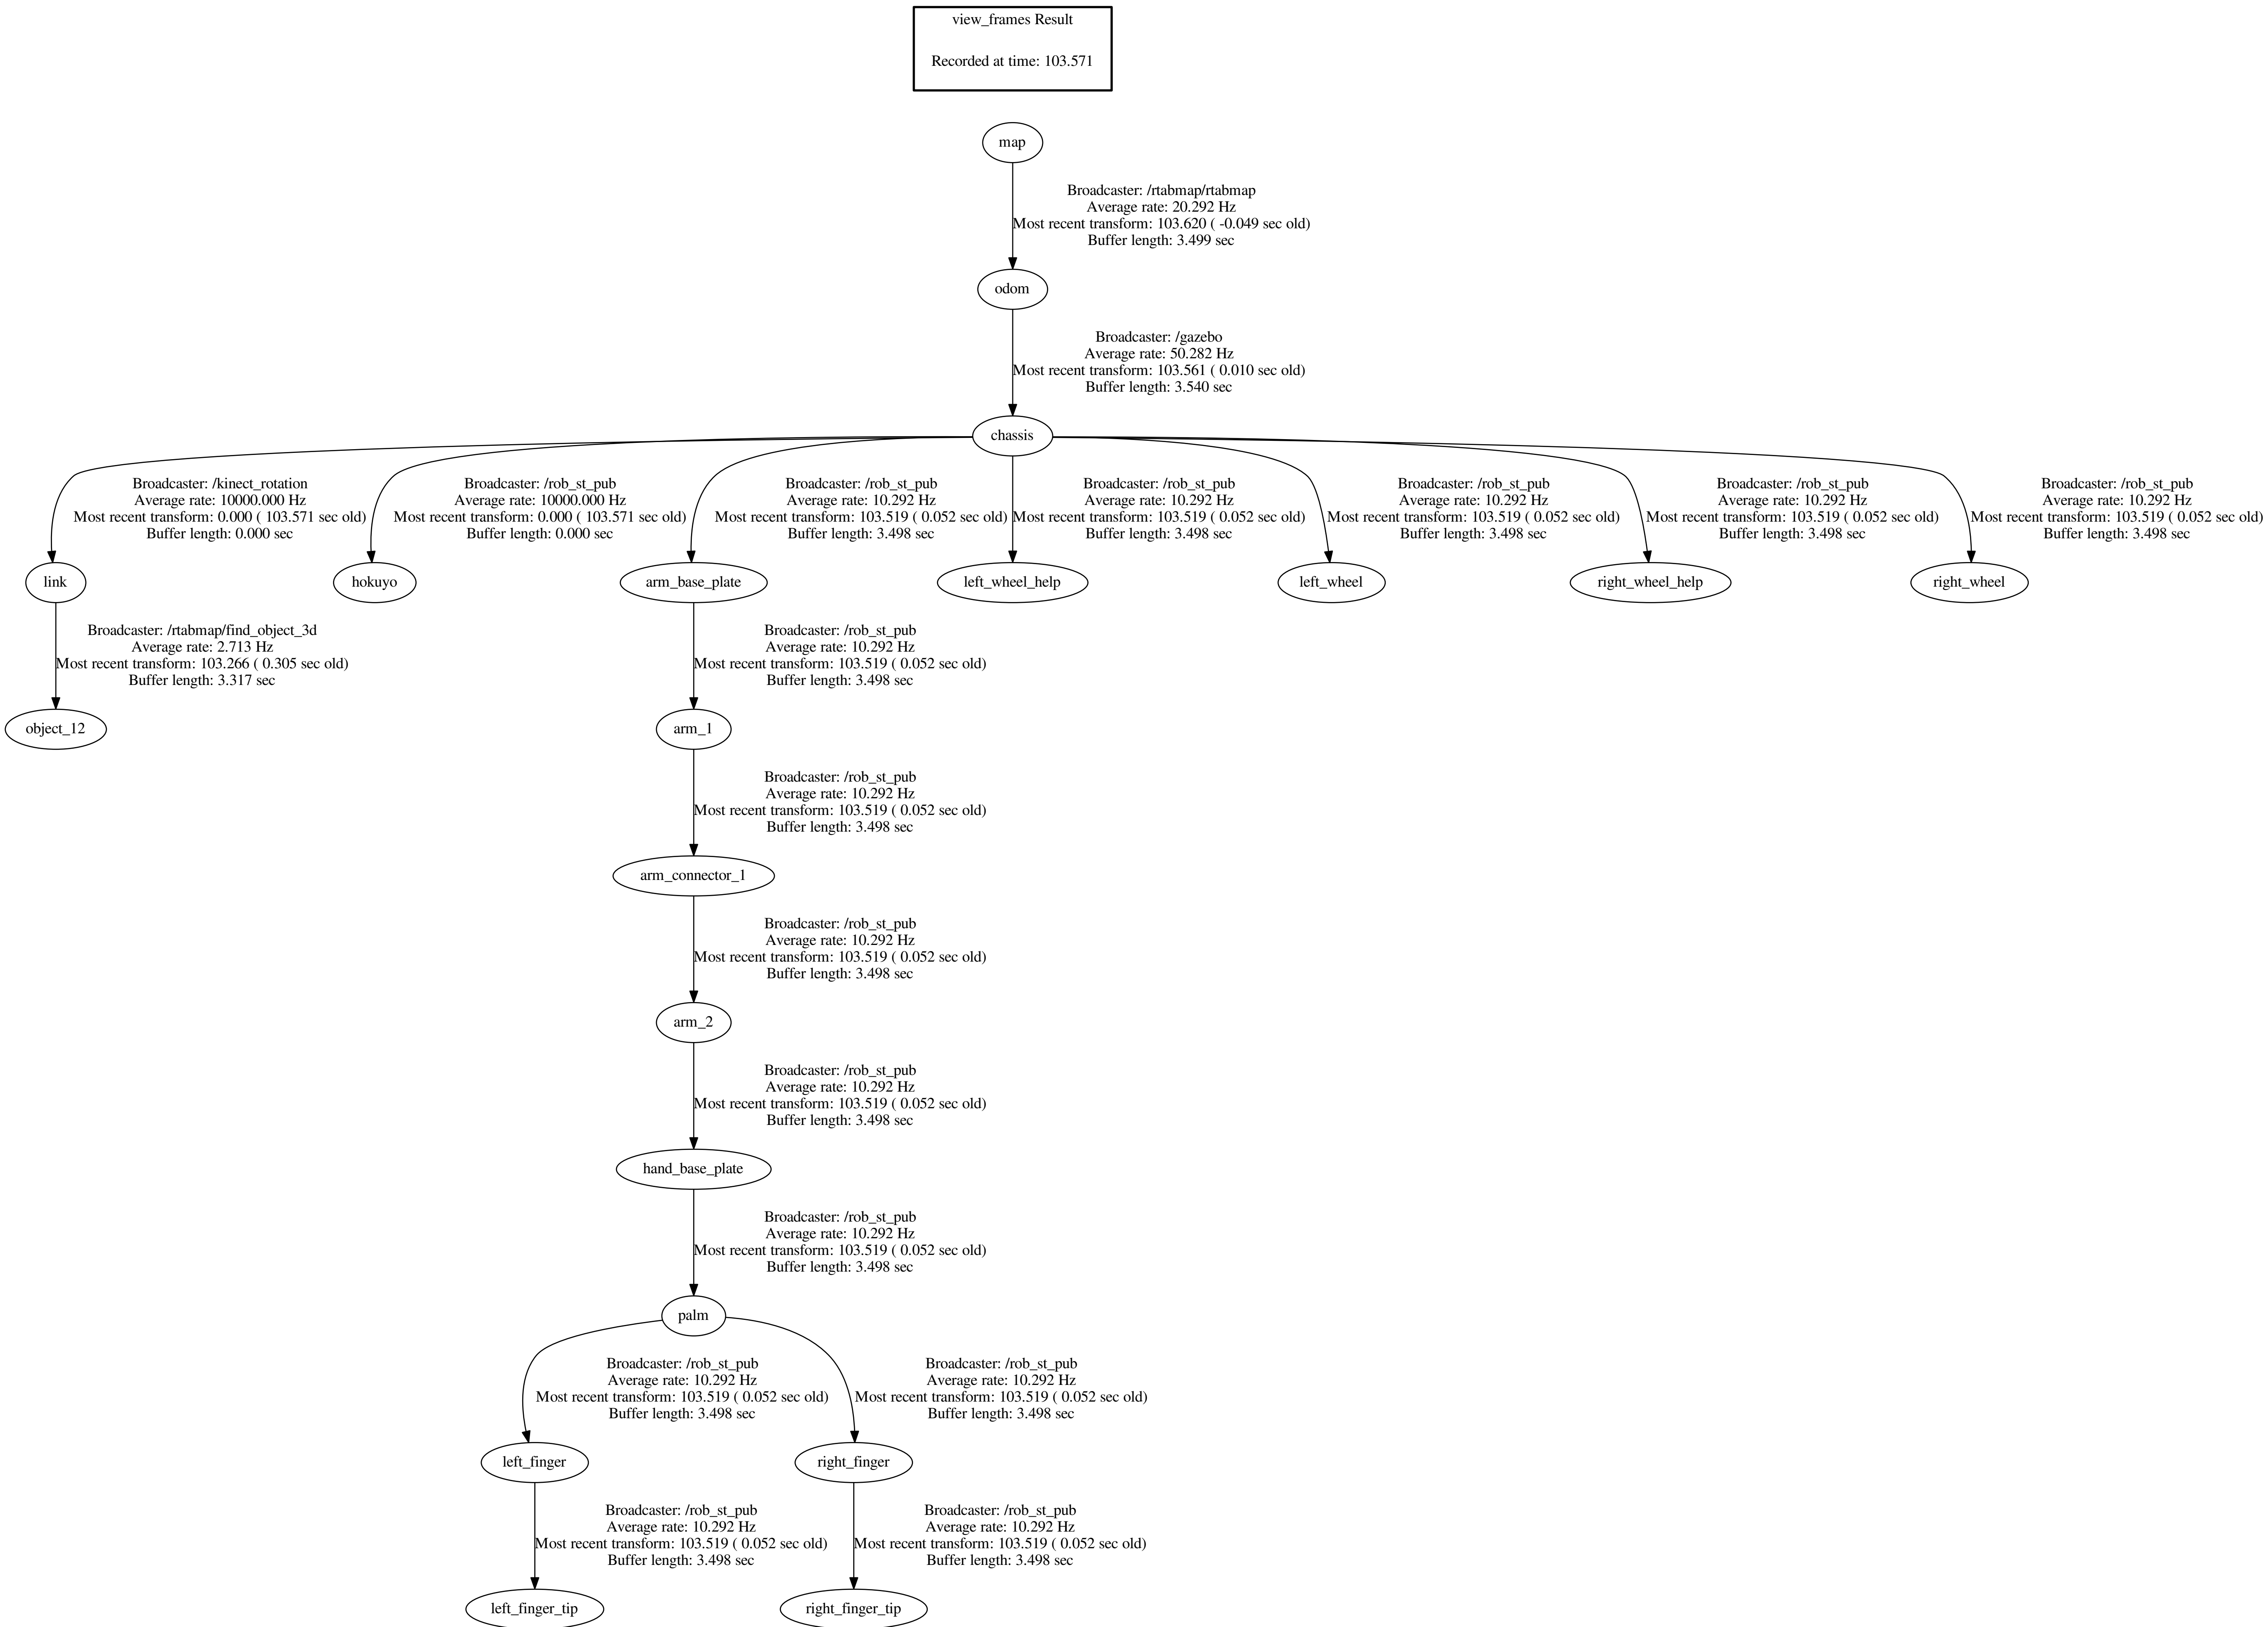 view_frames Result
Recorded at time: 103.571
map
Broadcaster: /rtabmap/rtabmap
Average rate: 20.292 Hz
Most recent transform: 103.620 ( -0.049 sec old)
Buffer length: 3.499 sec
odom
Broadcaster: /gazebo
Average rate: 50.282 Hz
Most recent transform: 103.561 ( 0.010 sec old)
Buffer length: 3.540 sec
chassis
Broadcaster: /kinect_rotation
Average rate: 10000.000 Hz
Most recent transform: 0.000 ( 103.571 sec old)
Buffer length: 0.000 sec
Broadcaster: /rob_st_pub
Average rate: 10000.000 Hz
Most recent transform: 0.000 ( 103.571 sec old)
Buffer length: 0.000 sec
Broadcaster: /rob_st_pub
Average rate: 10.292 Hz
Most recent transform: 103.519 ( 0.052 sec old)
Buffer length: 3.498 sec
Broadcaster: /rob_st_pub
Average rate: 10.292 Hz
Most recent transform: 103.519 ( 0.052 sec old)
Buffer length: 3.498 sec
Broadcaster: /rob_st_pub
Average rate: 10.292 Hz
Most recent transform: 103.519 ( 0.052 sec old)
Buffer length: 3.498 sec
Broadcaster: /rob_st_pub
Average rate: 10.292 Hz
Most recent transform: 103.519 ( 0.052 sec old)
Buffer length: 3.498 sec
Broadcaster: /rob_st_pub
Average rate: 10.292 Hz
Most recent transform: 103.519 ( 0.052 sec old)
Buffer length: 3.498 sec
link
hokuyo
arm_base_plate
left_wheel_help
left_wheel
right_wheel_help
right_wheel
Broadcaster: /rtabmap/find_object_3d
Average rate: 2.713 Hz
Most recent transform: 103.266 ( 0.305 sec old)
Buffer length: 3.317 sec
Broadcaster: /rob_st_pub
Average rate: 10.292 Hz
Most recent transform: 103.519 ( 0.052 sec old)
Buffer length: 3.498 sec
object_12
arm_1
Broadcaster: /rob_st_pub
Average rate: 10.292 Hz
Most recent transform: 103.519 ( 0.052 sec old)
Buffer length: 3.498 sec
arm_connector_1
Broadcaster: /rob_st_pub
Average rate: 10.292 Hz
Most recent transform: 103.519 ( 0.052 sec old)
Buffer length: 3.498 sec
arm_2
Broadcaster: /rob_st_pub
Average rate: 10.292 Hz
Most recent transform: 103.519 ( 0.052 sec old)
Buffer length: 3.498 sec
hand_base_plate
Broadcaster: /rob_st_pub
Average rate: 10.292 Hz
Most recent transform: 103.519 ( 0.052 sec old)
Buffer length: 3.498 sec
palm
Broadcaster: /rob_st_pub
Average rate: 10.292 Hz
Most recent transform: 103.519 ( 0.052 sec old)
Buffer length: 3.498 sec
Broadcaster: /rob_st_pub
Average rate: 10.292 Hz
Most recent transform: 103.519 ( 0.052 sec old)
Buffer length: 3.498 sec
left_finger
right_finger
Broadcaster: /rob_st_pub
Average rate: 10.292 Hz
Most recent transform: 103.519 ( 0.052 sec old)
Buffer length: 3.498 sec
Broadcaster: /rob_st_pub
Average rate: 10.292 Hz
Most recent transform: 103.519 ( 0.052 sec old)
Buffer length: 3.498 sec
left_finger_tip
right_finger_tip